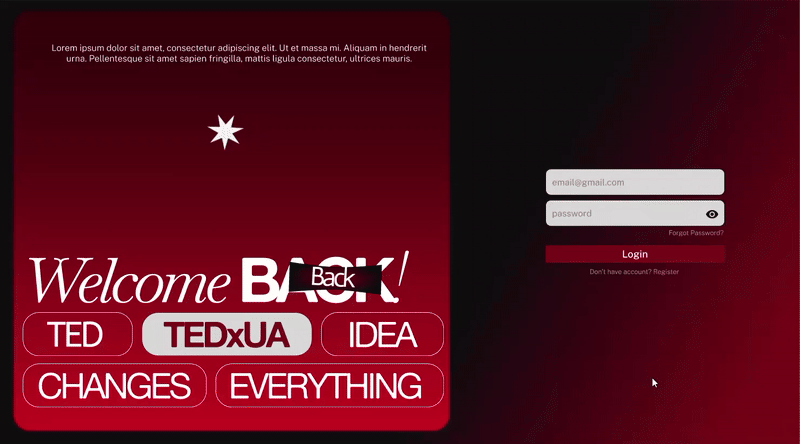 Lorem ipsum dolor sit amet, consectetur adipiscing elit. Ut et massa mi. Aliquam in hendrerit
urna. Pellentesque sit amet sapien fringilla, mattis ligula consectetur, ultrices mauris.
Welcome BACK!
Back
TED TEDxUA IDEA
CHANGES EVERYTHING
email@gmail.com
password
Forgot Password?
Login
Don't have account? Register